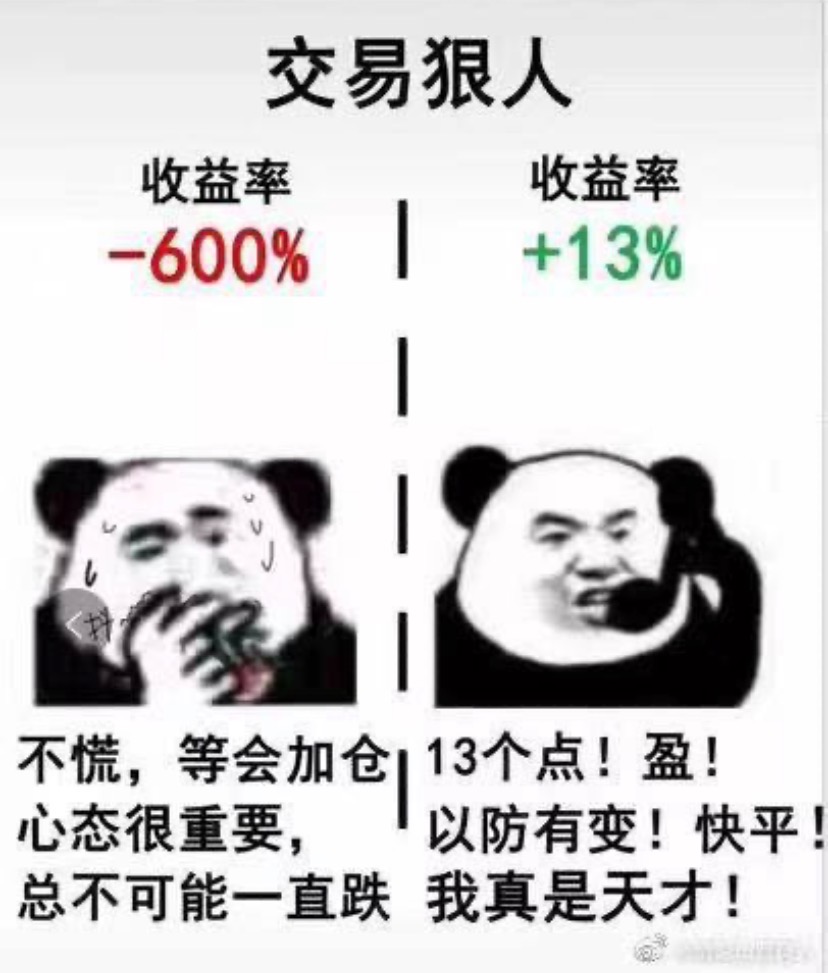 交易狠人
收益率
-600%
不慌，等会加仓
心态很重要，
总不可能一直跌
收益率
+13%
13个点！盈！
以防有变！快平！
我真是天才！